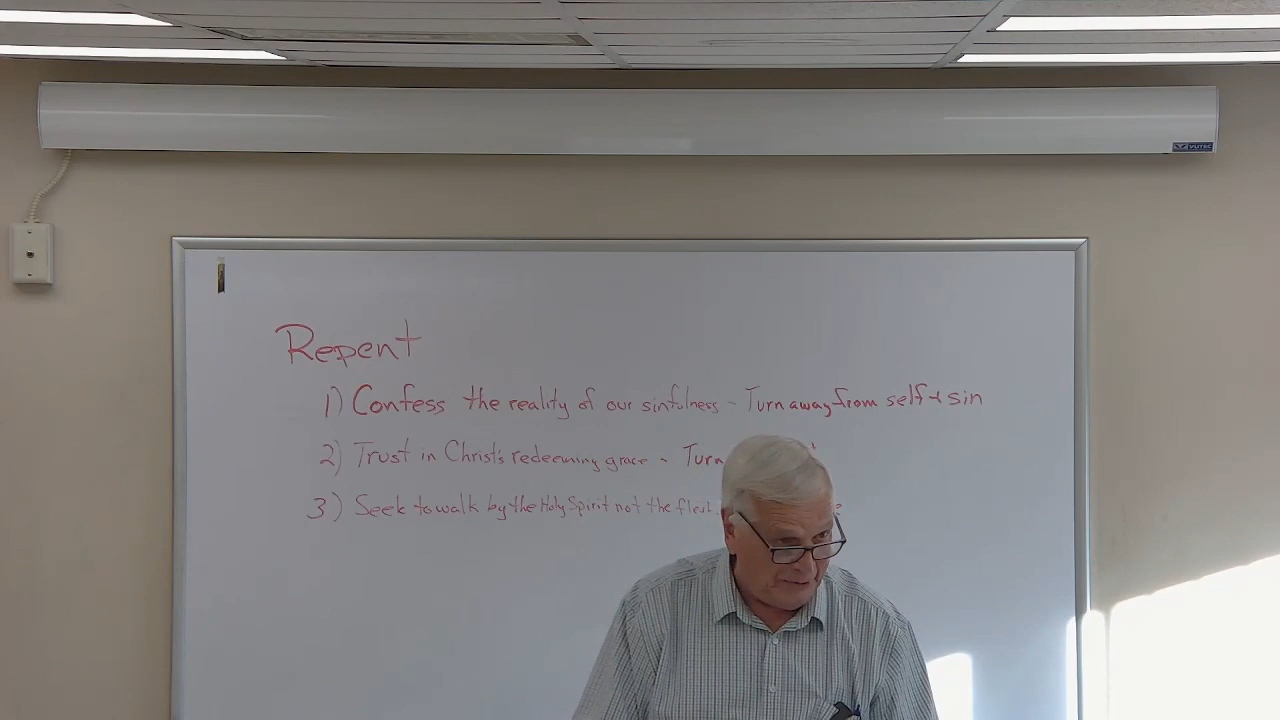 VUTEC
Repent
1) Confess the reality of our sinfulness - Turn away from self & sin
2) Trust in Christ's redeeming grace - Turn
3) Seek to walk by the Holy Spirit not the flesh